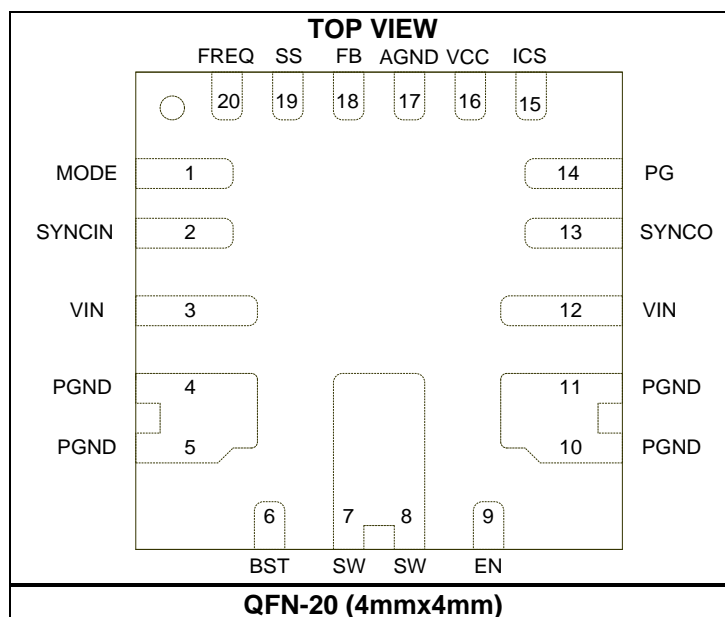 TOP VIEW
FREQ SS FB AGND VCC ICS
20 19 18 17 16 15
MODE 1 14 PG
SYNCIN 2 13 SYNCO
VIN 3 12 VIN
PGND 4 11 PGND
PGND 5 10 PGND
6 7 8 9
BST SW SW EN
QFN-20 (4mmx4mm)